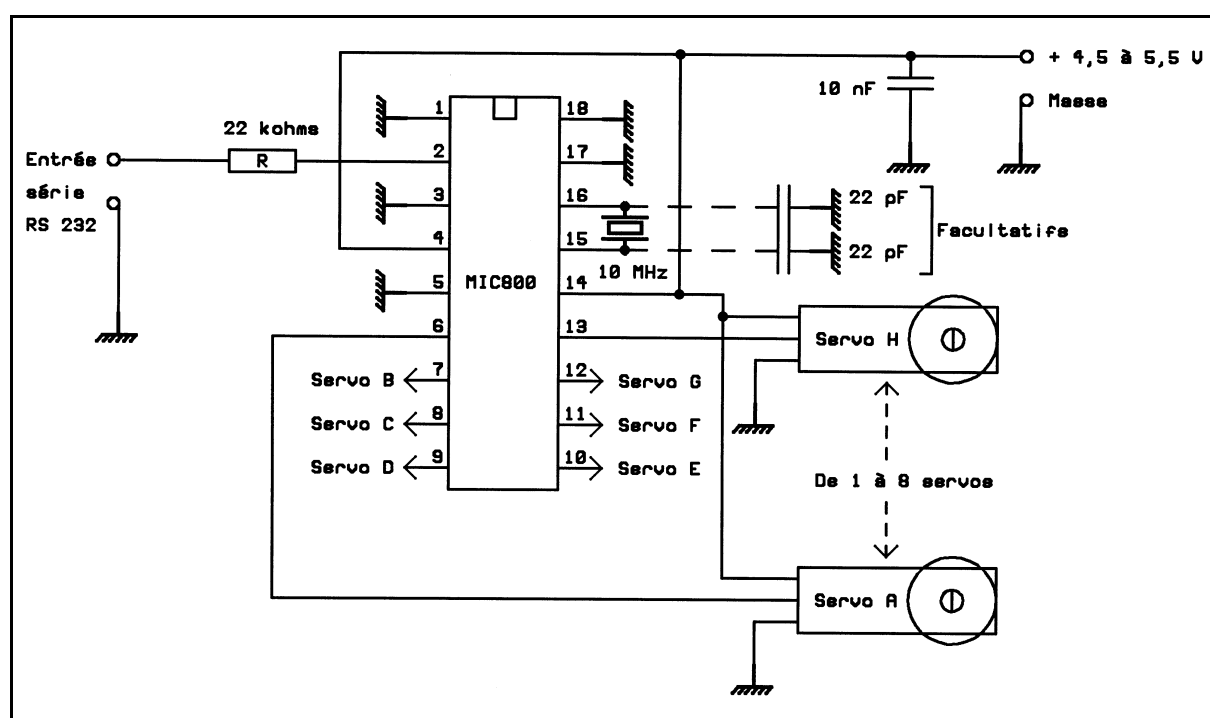 + 4,5 à 5,5 V
10 nF
Masse
22 kohms
Entrée
R
série
RS 232
1
2
3
4
5
6
7
8
9
18
17
16
15
14
13
12
11
10
MIC800
10 MHz
22 pF
22 pF
Facultatifs
Servo H
Servo B
Servo C
Servo D
Servo G
Servo F
Servo E
De 1 à 8 servos
Servo A